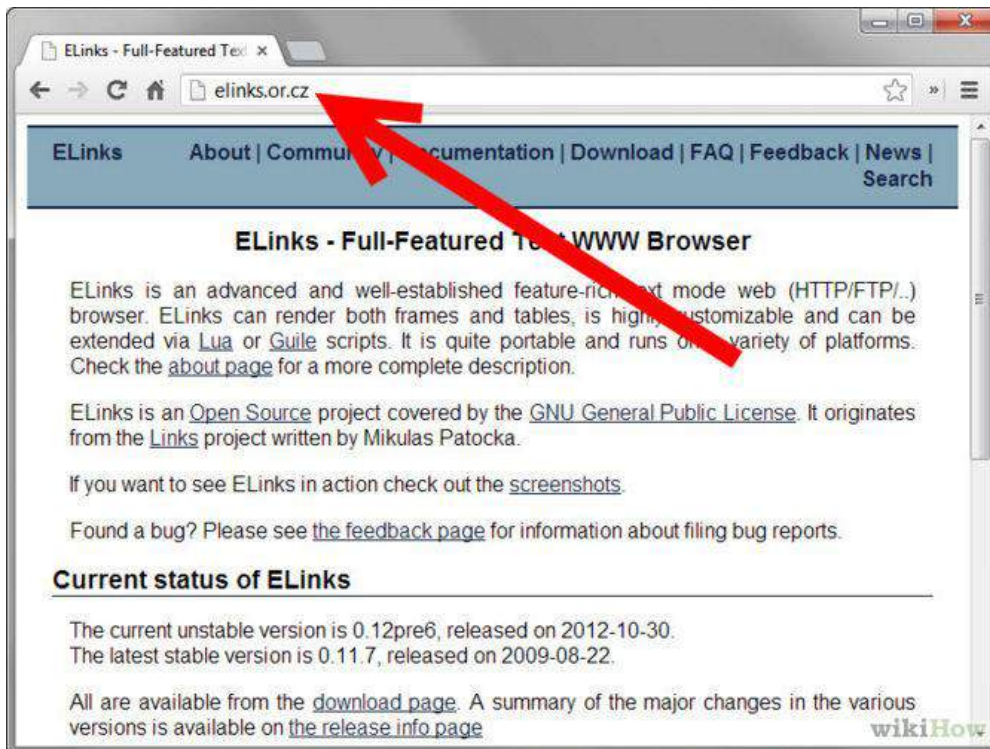 ELinks - Full-Featured Tex
elinks.or.cz
ELinks About | Community | Documentation | Download | FAQ | Feedback | News |
Search
ELinks - Full-Featured Text WWW Browser
ELinks is an advanced and well-established feature-rich text mode web (HTTP/FTP/..)
browser. ELinks can render both frames and tables, is highly customizable and can be
extended via Lua or Guile scripts. It is quite portable and runs on a variety of platforms.
Check the about page for a more complete description.
ELinks is an Open Source project covered by the GNU General Public License. It originates
from the Links project written by Mikulas Patocka.
If you want to see ELinks in action check out the screenshots.
Found a bug? Please see the feedback page for information about filing bug reports.
Current status of ELinks
The current unstable version is 0.12pre6, released on 2012-10-30.
The latest stable version is 0.11.7, released on 2009-08-22.
All are available from the download page. A summary of the major changes in the various
versions is available on the release info page
wikiHow